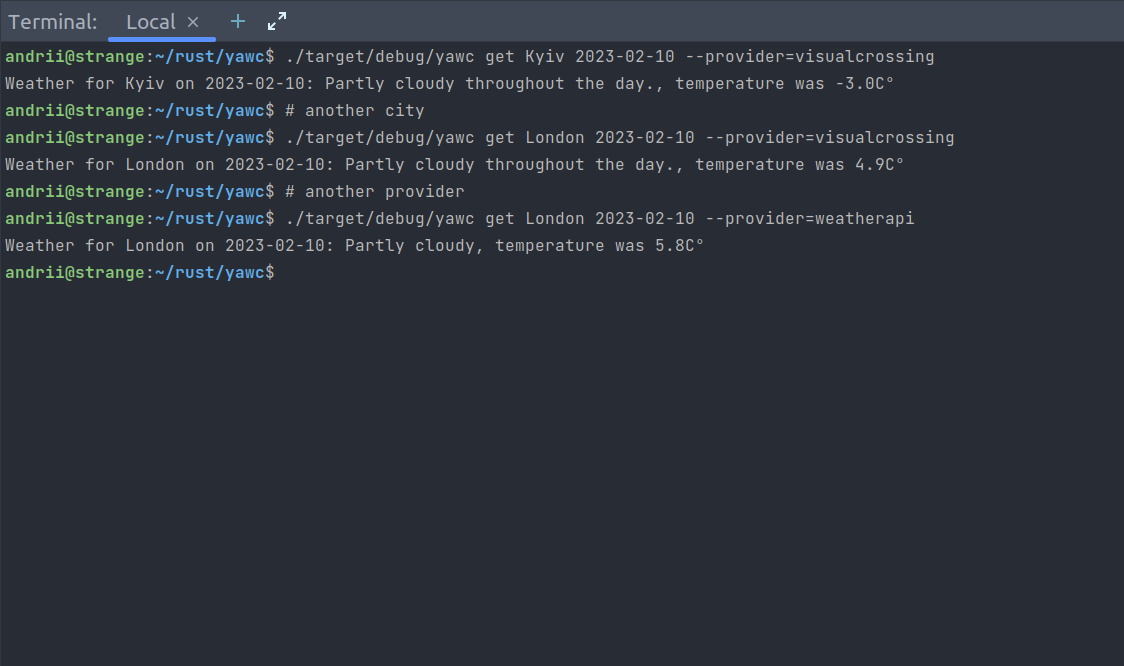 Terminal: Local × +
andrii@strange:~/rust/yawc$ ./target/debug/yawc get Kyiv 2023-02-10 --provider=visualcrossing
Weather for Kyiv on 2023-02-10: Partly cloudy throughout the day., temperature was -3.0C°
andrii@strange:~/rust/yawc$ # another city
andrii@strange:~/rust/yawc$ ./target/debug/yawc get London 2023-02-10 --provider=visualcrossing
Weather for London on 2023-02-10: Partly cloudy throughout the day., temperature was 4.9C°
andrii@strange:~/rust/yawc$ # another provider
andrii@strange:~/rust/yawc$ ./target/debug/yawc get London 2023-02-10 --provider=weatherapi
Weather for London on 2023-02-10: Partly cloudy, temperature was 5.8C°
andrii@strange:~/rust/yawc$